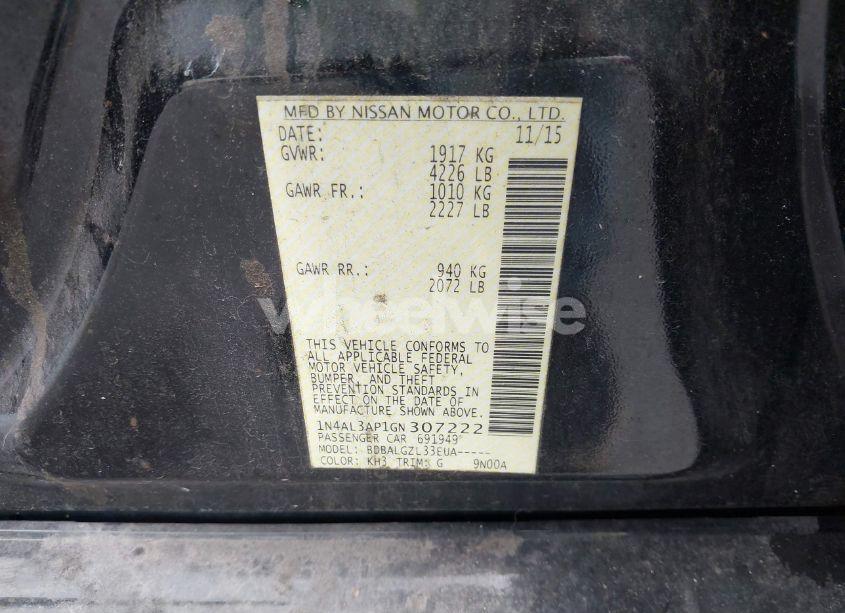 MFD BY NISSAN MOTOR CO., LTD.
DATE: 11/15
GVWR: 1917 KG
4226 LB
GAWR FR.: 1010 KG
2227 LB
GAWR RR.: 940 KG
2072 LB
wheelwise
THIS VEHICLE CONFORMS TO
ALL APPLICABLE FEDERAL
MOTOR VEHICLE SAFETY,
BUMPER, AND THEFT
PREVENTION STANDARDS IN
EFFECT ON THE DATE OF
MANUFACTURE SHOWN ABOVE.
1N4AL3AP1GN307222
PASSENGER CAR 691949
MODEL: BDBALGZL33EUA-----
COLOR: KH3 TRIM: G 9N00A